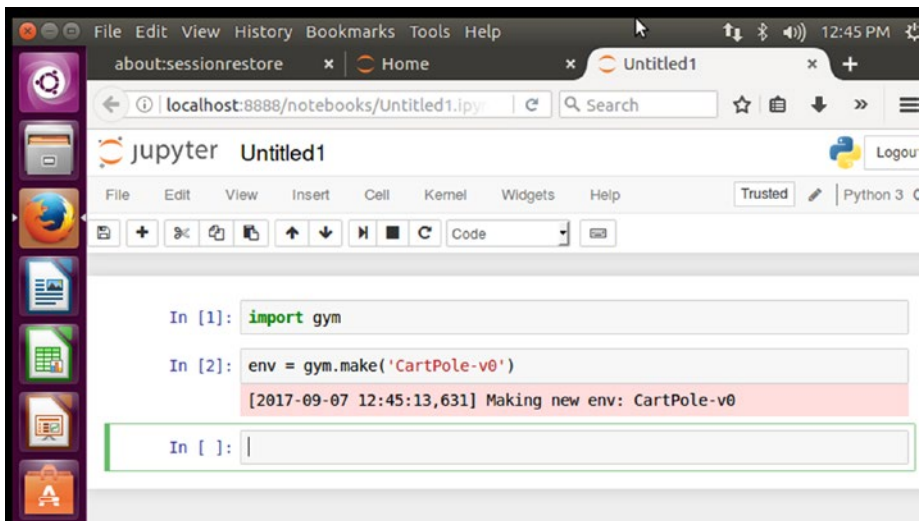 File Edit View History Bookmarks Tools Help 12:45 PM
about:sessionrestore × Home × Untitled1 × +
localhost:8888/notebooks/Untitled1.ipy Search
jupyter Untitled1 Logou
File Edit View Insert Cell Kernel Widgets Help Trusted Python 3
Code
In [1]: import gym
In [2]: env = gym.make('CartPole-v0')
[2017-09-07 12:45:13,631] Making new env: CartPole-v0
In [ ]: